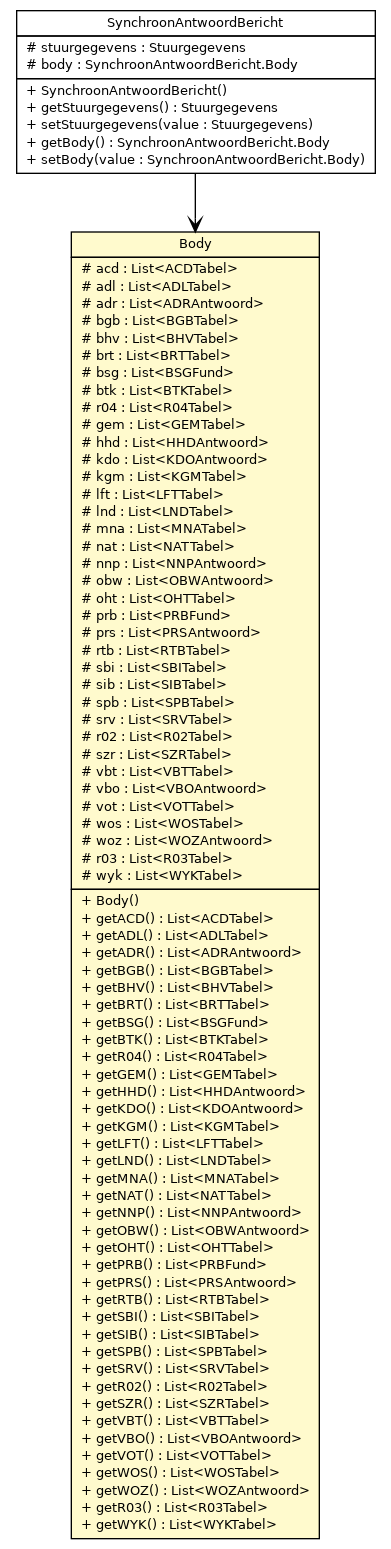 SynchroonAntwoordBericht
# stuurgegevens : Stuurgegevens
# body : SynchroonAntwoordBericht.Body
+ SynchroonAntwoordBericht()
+ getStuurgegevens() : Stuurgegevens
+ setStuurgegevens(value : Stuurgegevens)
+ getBody() : SynchroonAntwoordBericht.Body
+ setBody(value : SynchroonAntwoordBericht.Body)
Body
# acd : List<ACDTabel>
# adl : List<ADLTabel>
# adr : List<ADRAntwoord>
# bgb : List<BGBTabel>
# bhv : List<BHVTabel>
# brt : List<BRTTabel>
# bsg : List<BSGFund>
# btk : List<BTKTabel>
# r04 : List<R04Tabel>
# gem : List<GEMTabel>
# hhd : List<HHDAntwoord>
# kdo : List<KDOAntwoord>
# kgm : List<KGMTabel>
# lft : List<LFTTabel>
# lnd : List<LNDTabel>
# mna : List<MNATabel>
# nat : List<NATTabel>
# nnp : List<NNPAntwoord>
# obw : List<OBWAntwoord>
# oht : List<OHTTabel>
# prb : List<PRBFund>
# prs : List<PRSAntwoord>
# rtb : List<RTBTabel>
# sbi : List<SBITabel>
# sib : List<SIBTabel>
# spb : List<SPBTabel>
# srv : List<SRVTabel>
# r02 : List<R02Tabel>
# szr : List<SZRTabel>
# vbt : List<VBTTabel>
# vbo : List<VBOAntwoord>
# vot : List<VOTTabel>
# wos : List<WOSTabel>
# woz : List<WOZAntwoord>
# r03 : List<R03Tabel>
# wyk : List<WYKTabel>
+ Body()
+ getACD() : List<ACDTabel>
+ getADL() : List<ADLTabel>
+ getADR() : List<ADRAntwoord>
+ getBGB() : List<BGBTabel>
+ getBHV() : List<BHVTabel>
+ getBRT() : List<BRTTabel>
+ getBSG() : List<BSGFund>
+ getBTK() : List<BTKTabel>
+ getR04() : List<R04Tabel>
+ getGEM() : List<GEMTabel>
+ getHHD() : List<HHDAntwoord>
+ getKDO() : List<KDOAntwoord>
+ getKGM() : List<KGMTabel>
+ getLFT() : List<LFTTabel>
+ getLND() : List<LNDTabel>
+ getMNA() : List<MNATabel>
+ getNAT() : List<NATTabel>
+ getNNP() : List<NNPAntwoord>
+ getOBW() : List<OBWAntwoord>
+ getOHT() : List<OHTTabel>
+ getPRB() : List<PRBFund>
+ getPRS() : List<PRSAntwoord>
+ getRTB() : List<RTBTabel>
+ getSBI() : List<SBITabel>
+ getSIB() : List<SIBTabel>
+ getSPB() : List<SPBTabel>
+ getSRV() : List<SRVTabel>
+ getR02() : List<R02Tabel>
+ getSZR() : List<SZRTabel>
+ getVBT() : List<VBTTabel>
+ getVBO() : List<VBOAntwoord>
+ getVOT() : List<VOTTabel>
+ getWOS() : List<WOSTabel>
+ getWOZ() : List<WOZAntwoord>
+ getR03() : List<R03Tabel>
+ getWYK() : List<WYKTabel>